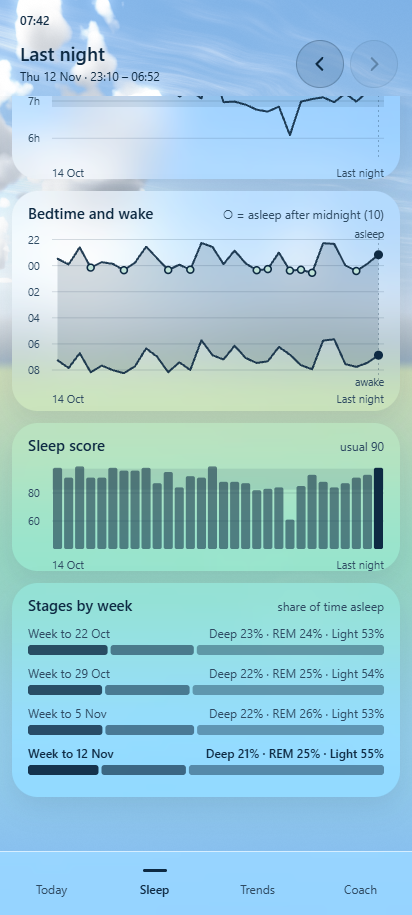 07:42
Last night
Thu 12 Nov · 23:10 – 06:52
7h
6h
14 Oct
Last night
Bedtime and wake
○ = asleep after midnight (10)
asleep
22
00
02
04
06
08
awake
14 Oct
Last night
Sleep score
usual 90
80
60
14 Oct
Last night
Stages by week
share of time asleep
Week to 22 Oct
Deep 23% · REM 24% · Light 53%
Week to 29 Oct
Deep 22% · REM 25% · Light 54%
Week to 5 Nov
Deep 22% · REM 26% · Light 53%
Week to 12 Nov
Deep 21% · REM 25% · Light 55%
Today
Sleep
Trends
Coach